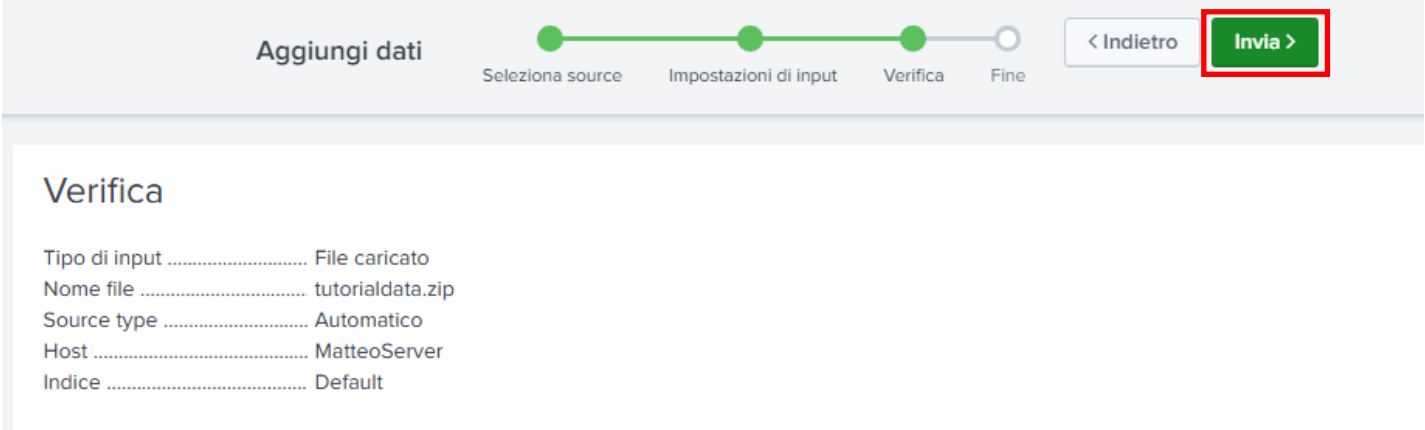 Aggiungi dati
Seleziona source
Impostazioni di input
Verifica
Fine
< Indietro
Invia >
Verifica
Tipo di input ............................ File caricato
Nome file ................................. tutorialdata.zip
Source type ............................. Automatico
Host ........................................... MatteoServer
Indice ........................................ Default